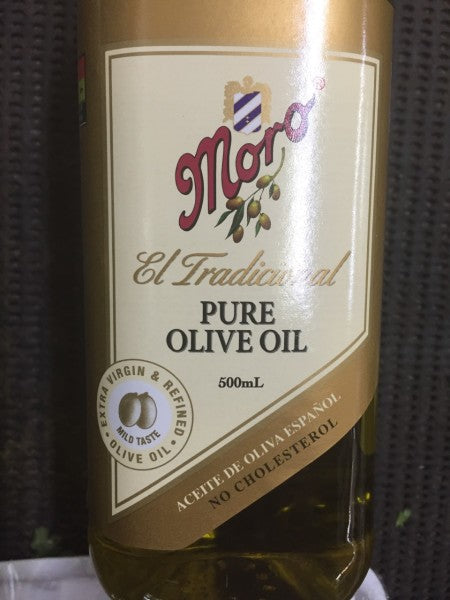 Moro®
El Tradicional
PURE
OLIVE OIL
500mL
EXTRA VIRGIN & REFINED
MILD TASTE
• OLIVE OIL •
ACEITE DE OLIVA ESPAÑOL
NO CHOLESTEROL